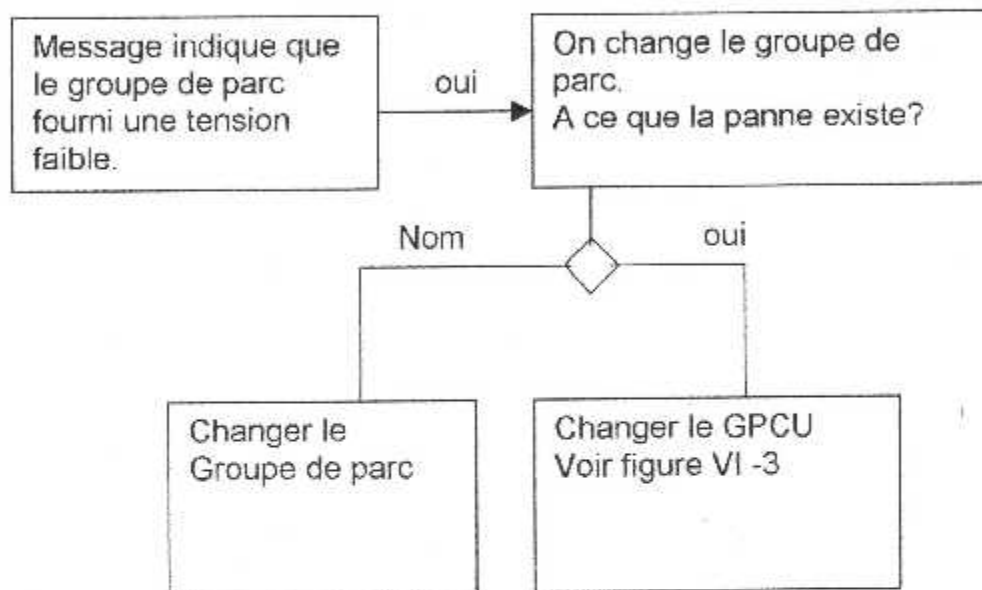 Message indique que
le groupe de parc
fourni une tension
faible.
oui
On change le groupe de
parc.
A ce que la panne existe?
Nom
oui
Changer le
Groupe de parc
Changer le GPCU
Voir figure VI -3